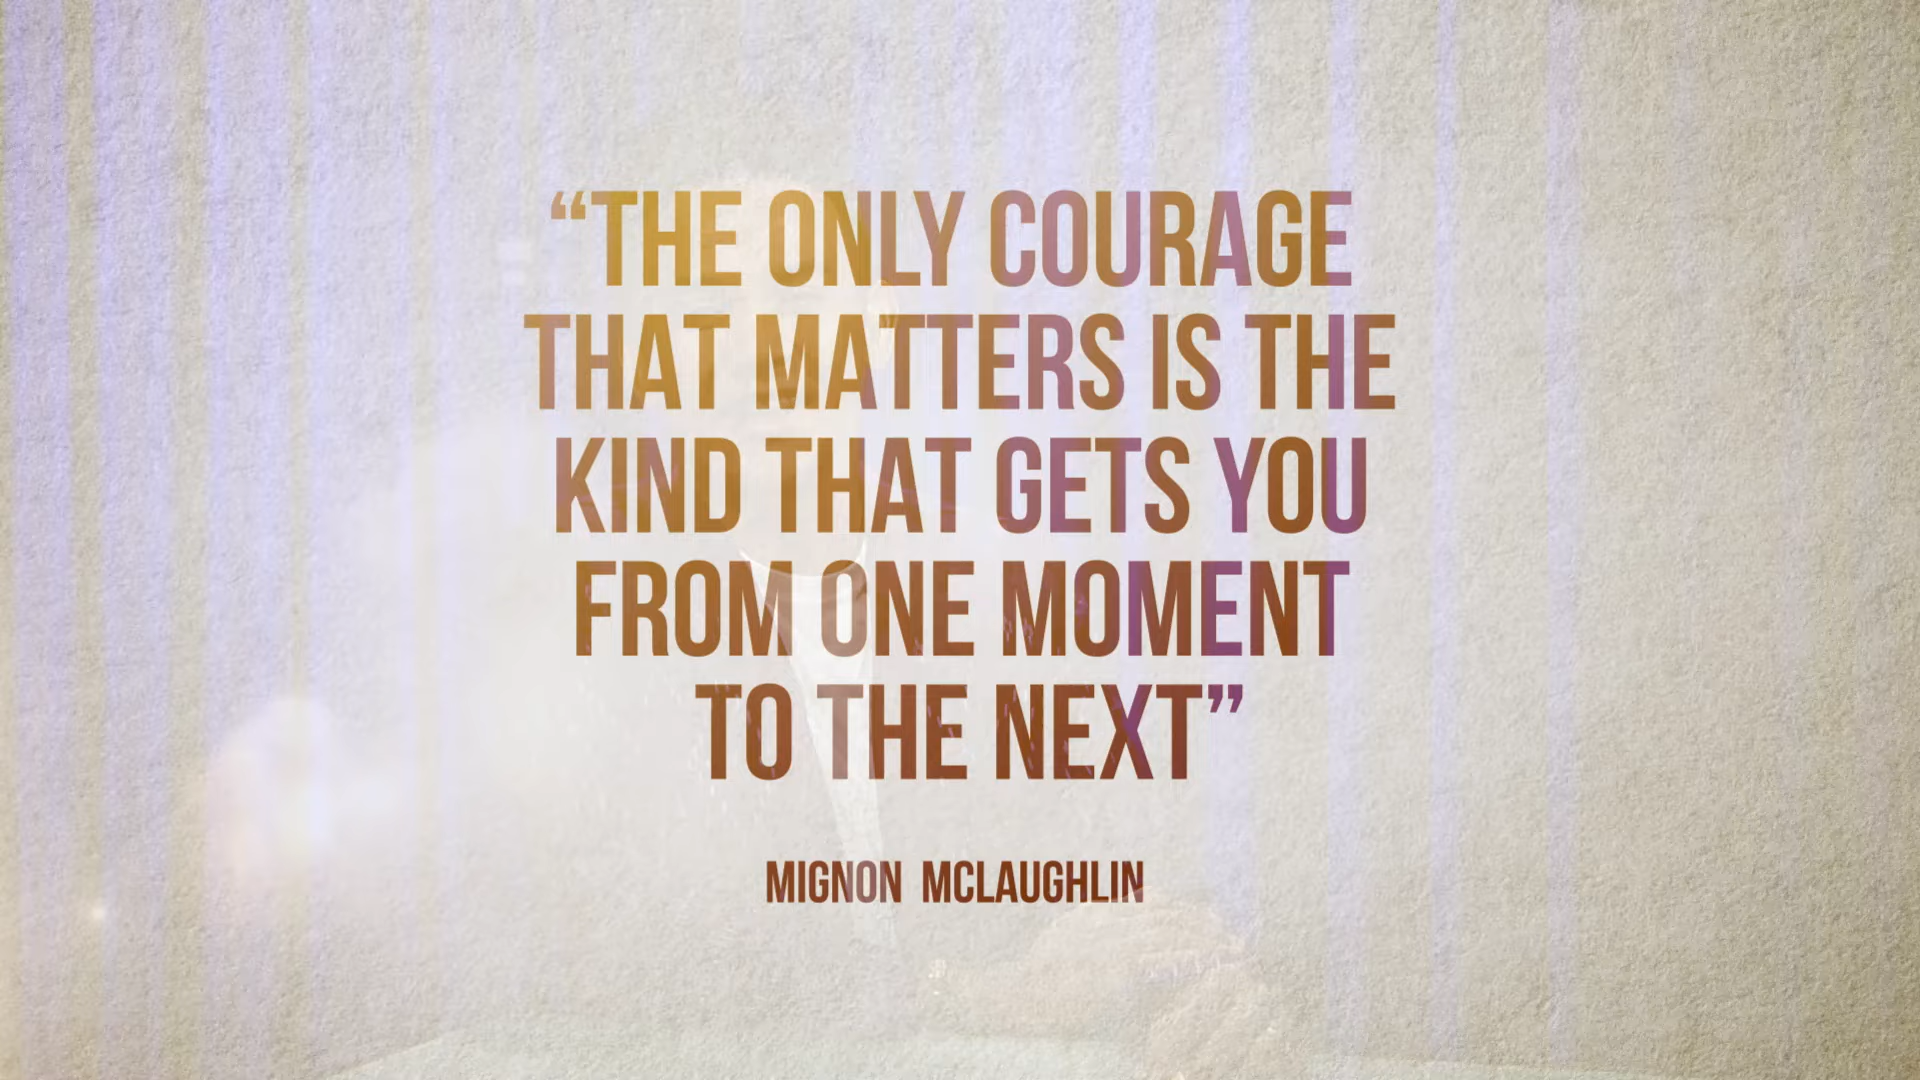 “THE ONLY COURAGE
THAT MATTERS IS THE
KIND THAT GETS YOU
FROM ONE MOMENT
TO THE NEXT”
MIGNON MCLAUGHLIN